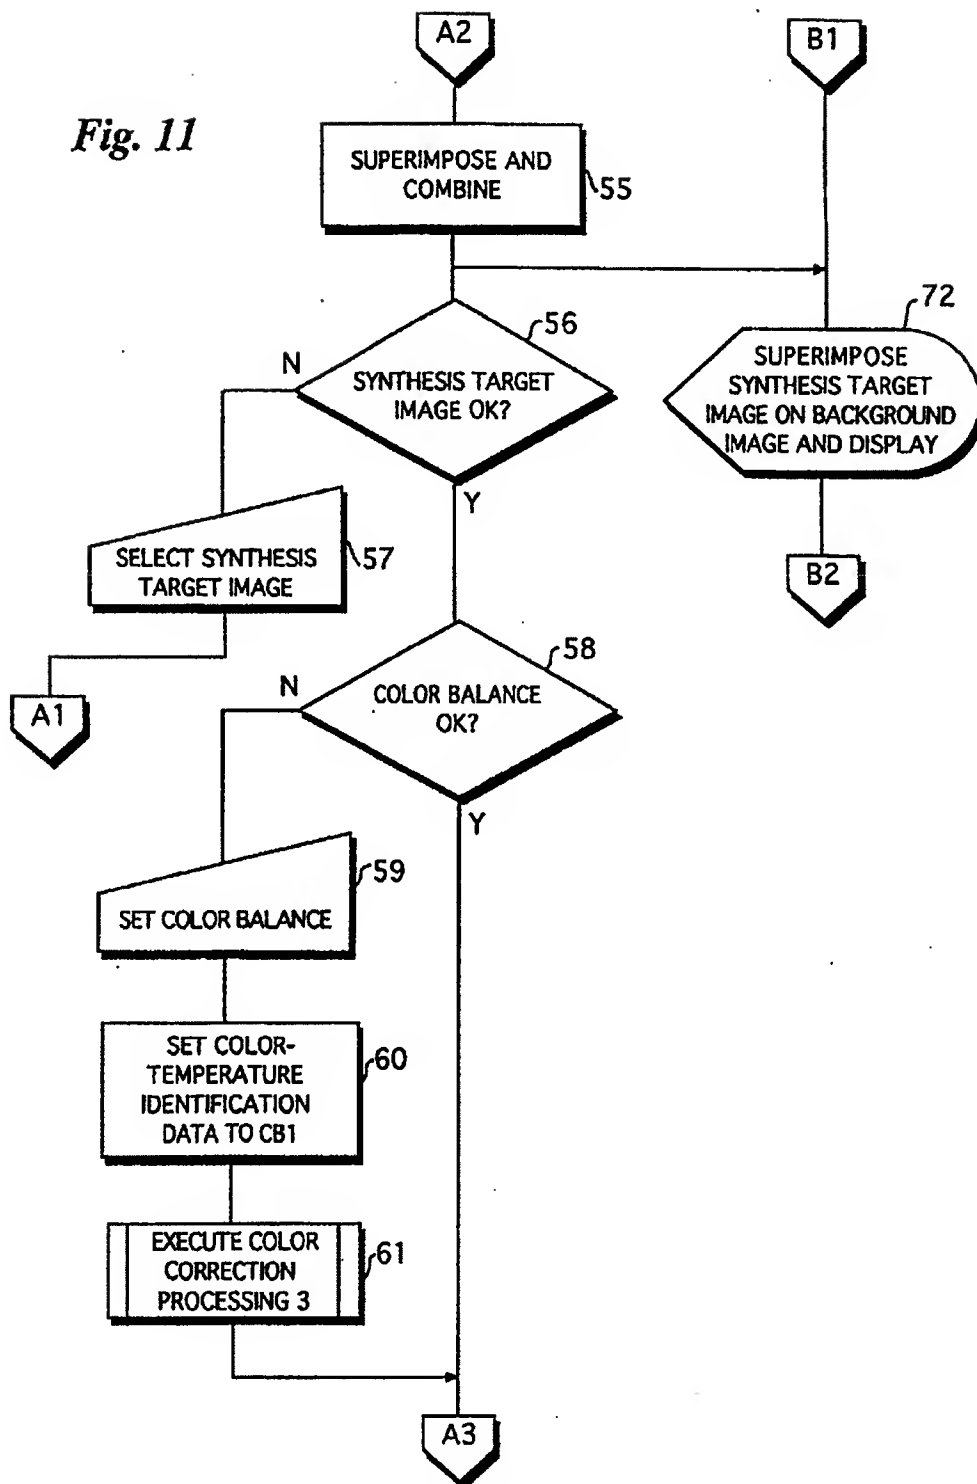 A2
B1
Fig. 11
SUPERIMPOSE AND
COMBINE
55
72
56
N
SYNTHESIS TARGET
IMAGE OK?
Y
SUPERIMPOSE
SYNTHESIS TARGET
IMAGE ON BACKGROUND
IMAGE AND DISPLAY
SELECT SYNTHESIS
TARGET IMAGE
57
B2
58
N
COLOR BALANCE
OK?
Y
A1
59
SET COLOR BALANCE
SET COLOR-
TEMPERATURE
IDENTIFICATION
DATA TO CB1
60
EXECUTE COLOR
CORRECTION
PROCESSING 3
61
A3